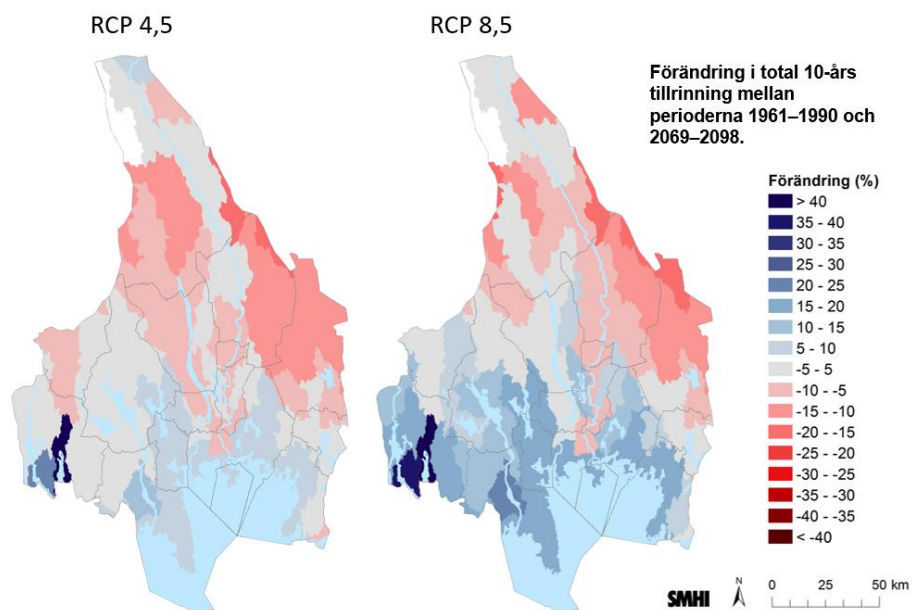 RCP 4,5
RCP 8,5
Förändring i total 10-års
tillrinning mellan
perioderna 1961–1990 och
2069–2098.
Förändring (%)
> 40
35 - 40
30 - 35
25 - 30
20 - 25
15 - 20
10 - 15
5 - 10
-5 - 5
-10 - -5
-15 - -10
-20 - -15
-25 - -20
-30 - -25
-35 - -30
-40 - -35
< -40
SMHI
N
0 25 50 km